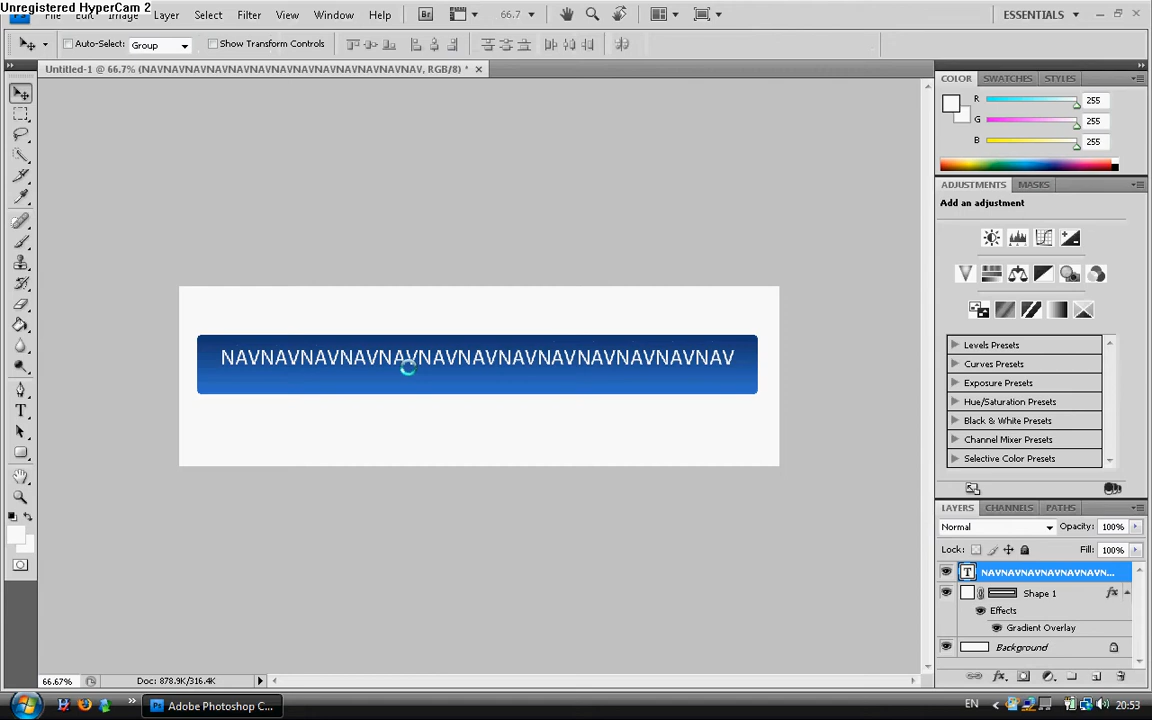 Unregistered HyperCam 2
Edit Image Layer Select Filter View Window Help 66.7 ESSENTIALS
Auto-Select: Group Show Transform Controls
Untitled-1 @ 66.7% (NAVNAVNAVNAVNAVNAVNAVNAVNAVNAVNAVNAVNAV, RGB/8) *
COLOR SWATCHES STYLES
R 255
G 255
B 255
ADJUSTMENTS MASKS
Add an adjustment
NAVNAVNAVNAVNAVNAVNAVNAVNAVNAVNAVNAVNAV
Levels Presets
Curves Presets
Exposure Presets
Hue/Saturation Presets
Black & White Presets
Channel Mixer Presets
Selective Color Presets
LAYERS CHANNELS PATHS
Normal Opacity: 100%
Lock: Fill: 100%
T NAVNAVNAVNAVNAVN...
Shape 1 fx
Effects
Gradient Overlay
Background
66.67% Doc: 878.9K/316.4K
Ps Adobe Photoshop C... EN 20:53